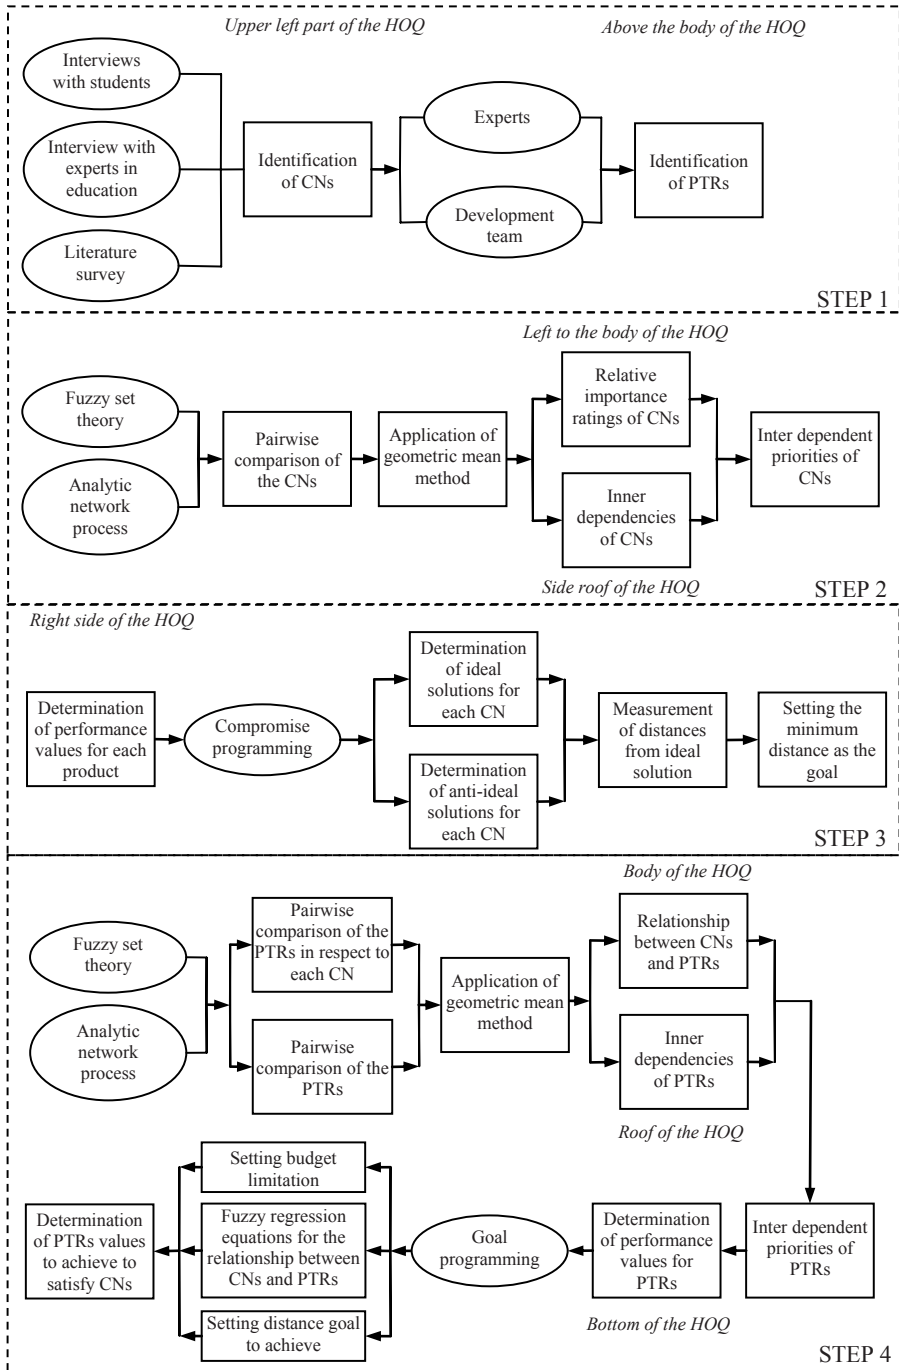 Upper left part of the HOQ
Above the body of the HOQ
Interviews
with students
Interview with
experts in
education
Literature
survey
Identification
of CNs
Experts
Development
team
Identification
of PTRs
STEP 1
Left to the body of the HOQ
Fuzzy set
theory
Analytic
network
process
Pairwise
comparison of
the CNs
Application of
geometric mean
method
Relative
importance
ratings of CNs
Inner
dependencies
of CNs
Inter dependent
priorities of
CNs
Side roof of the HOQ
STEP 2
Right side of the HOQ
Determination
of performance
values for each
product
Compromise
programming
Determination
of ideal
solutions for
each CN
Determination
of anti-ideal
solutions for
each CN
Measurement
of distances
from ideal
solution
Setting the
minimum
distance as the
goal
STEP 3
Body of the HOQ
Fuzzy set
theory
Analytic
network
process
Pairwise
comparison of the
PTRs in respect to
each CN
Pairwise
comparison of the
PTRs
Application of
geometric mean
method
Relationship
between CNs
and PTRs
Inner
dependencies
of PTRs
Roof of the HOQ
Inter dependent
priorities of
PTRs
Determination of
performance
values for
PTRs
Bottom of the HOQ
Goal
programming
Setting budget
limitation
Fuzzy regression
equations for the
relationship between
CNs and PTRs
Setting distance goal
to achieve
Determination
of PTRs values
to achieve to
satisfy CNs
STEP 4